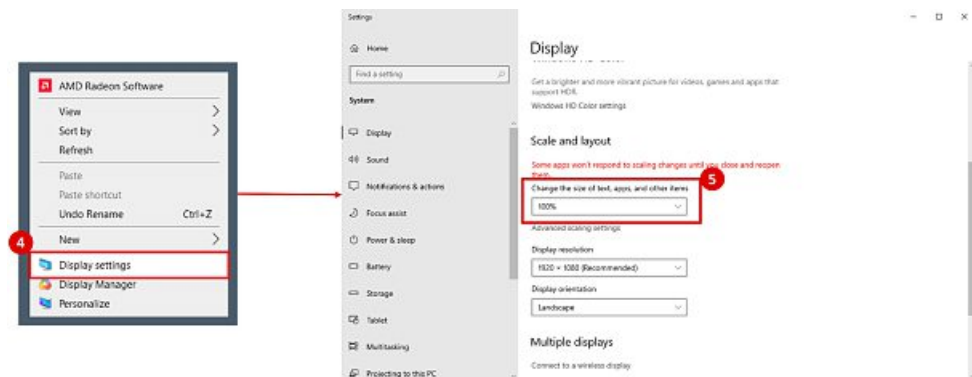 AMD Radeon Software
View
Sort by
Refresh
Paste
Paste shortcut
Undo Rename Ctrl+Z
New
4
Display settings
Display Manager
Personalize
Settings
Home
Find a setting
System
Display
Sound
Notifications & actions
Focus assist
Power & sleep
Battery
Storage
Tablet
Multitasking
Projecting to this PC
Display
Get a brighter and more vibrant picture for videos, games and apps that
support HDR.
Windows HD Color settings
Scale and layout
Some apps won't respond to scaling changes until you close and reopen
them.
5
Change the size of text, apps, and other items
100%
Advanced scaling settings
Display resolution
1920 × 1080 (Recommended)
Display orientation
Landscape
Multiple displays
Connect to a wireless display